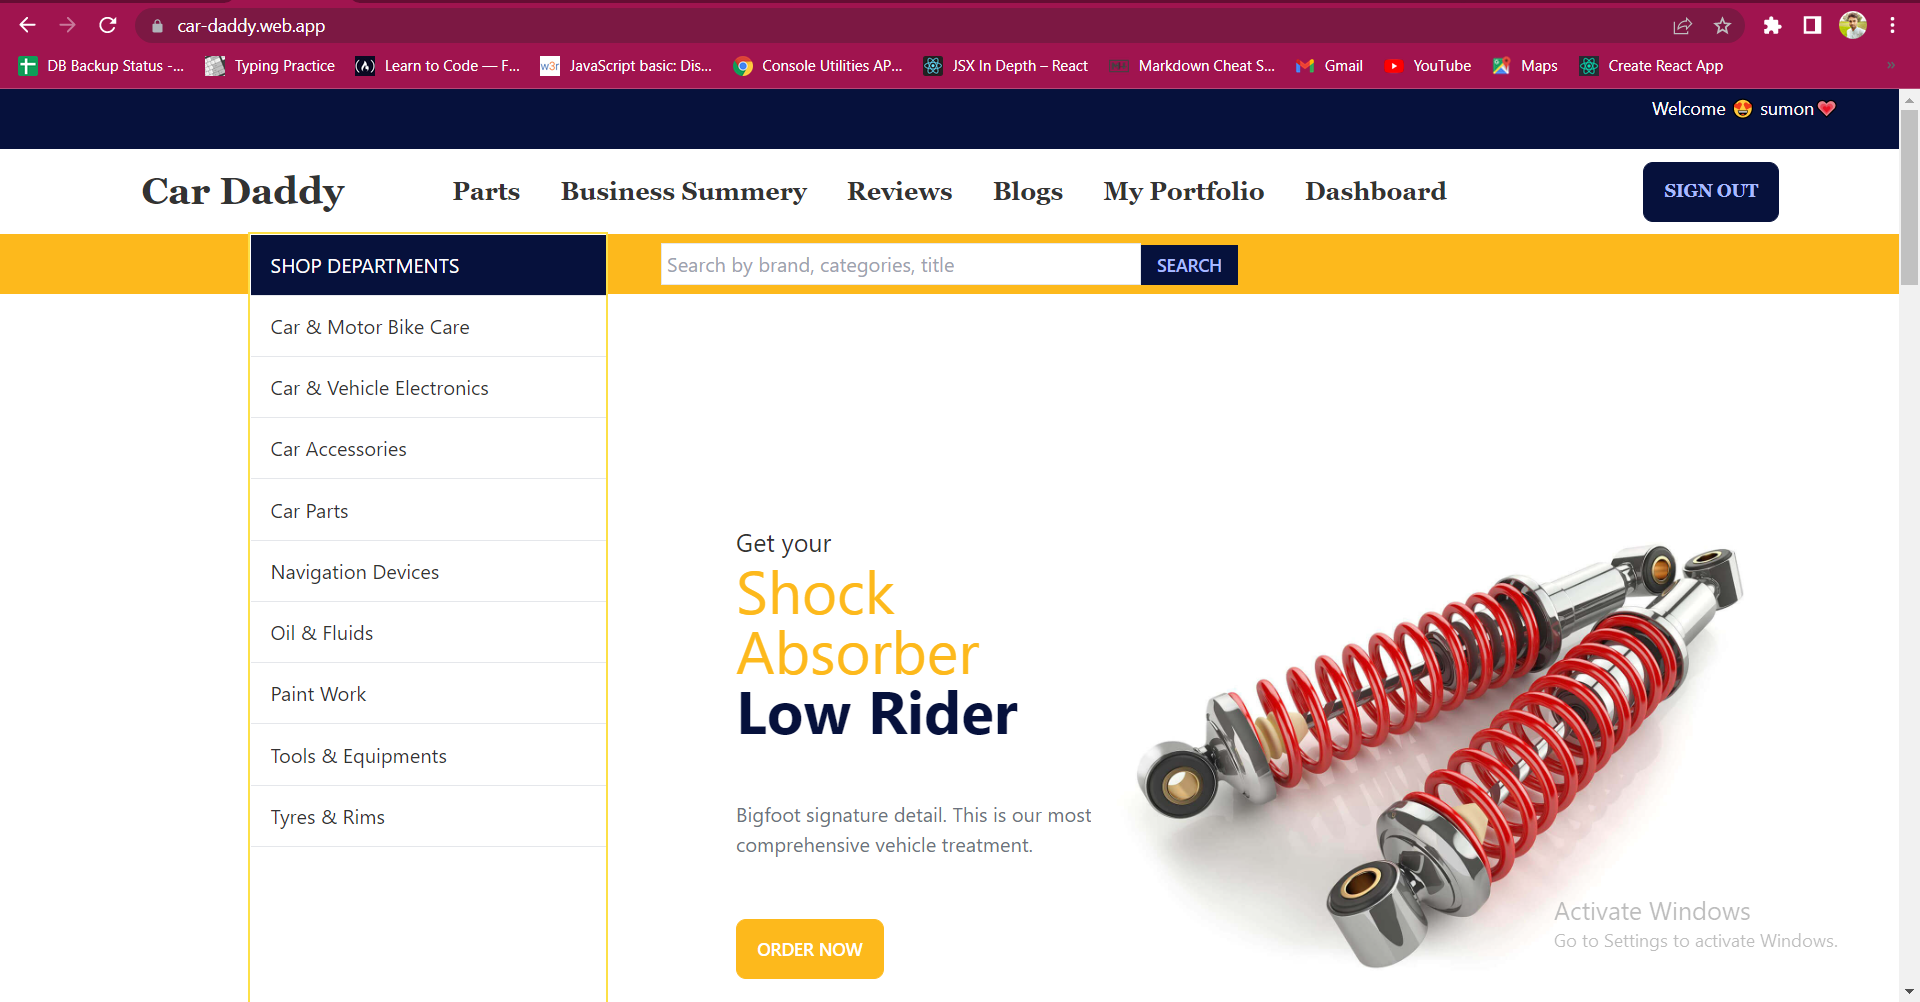 car-daddy.web.app
DB Backup Status -... Typing Practice Learn to Code — F... w3r JavaScript basic: Dis... Console Utilities AP... JSX In Depth – React Markdown Cheat S... Gmail YouTube Maps Create React App »
Welcome 🤩 sumon💗
Car Daddy Parts Business Summery Reviews Blogs My Portfolio Dashboard SIGN OUT
SHOP DEPARTMENTS Search by brand, categories, title SEARCH
Car & Motor Bike Care
Car & Vehicle Electronics
Car Accessories
Car Parts
Navigation Devices
Oil & Fluids
Paint Work
Tools & Equipments
Tyres & Rims
Get your
Shock
Absorber
Low Rider
Bigfoot signature detail. This is our most
comprehensive vehicle treatment.
ORDER NOW
Activate Windows
Go to Settings to activate Windows.